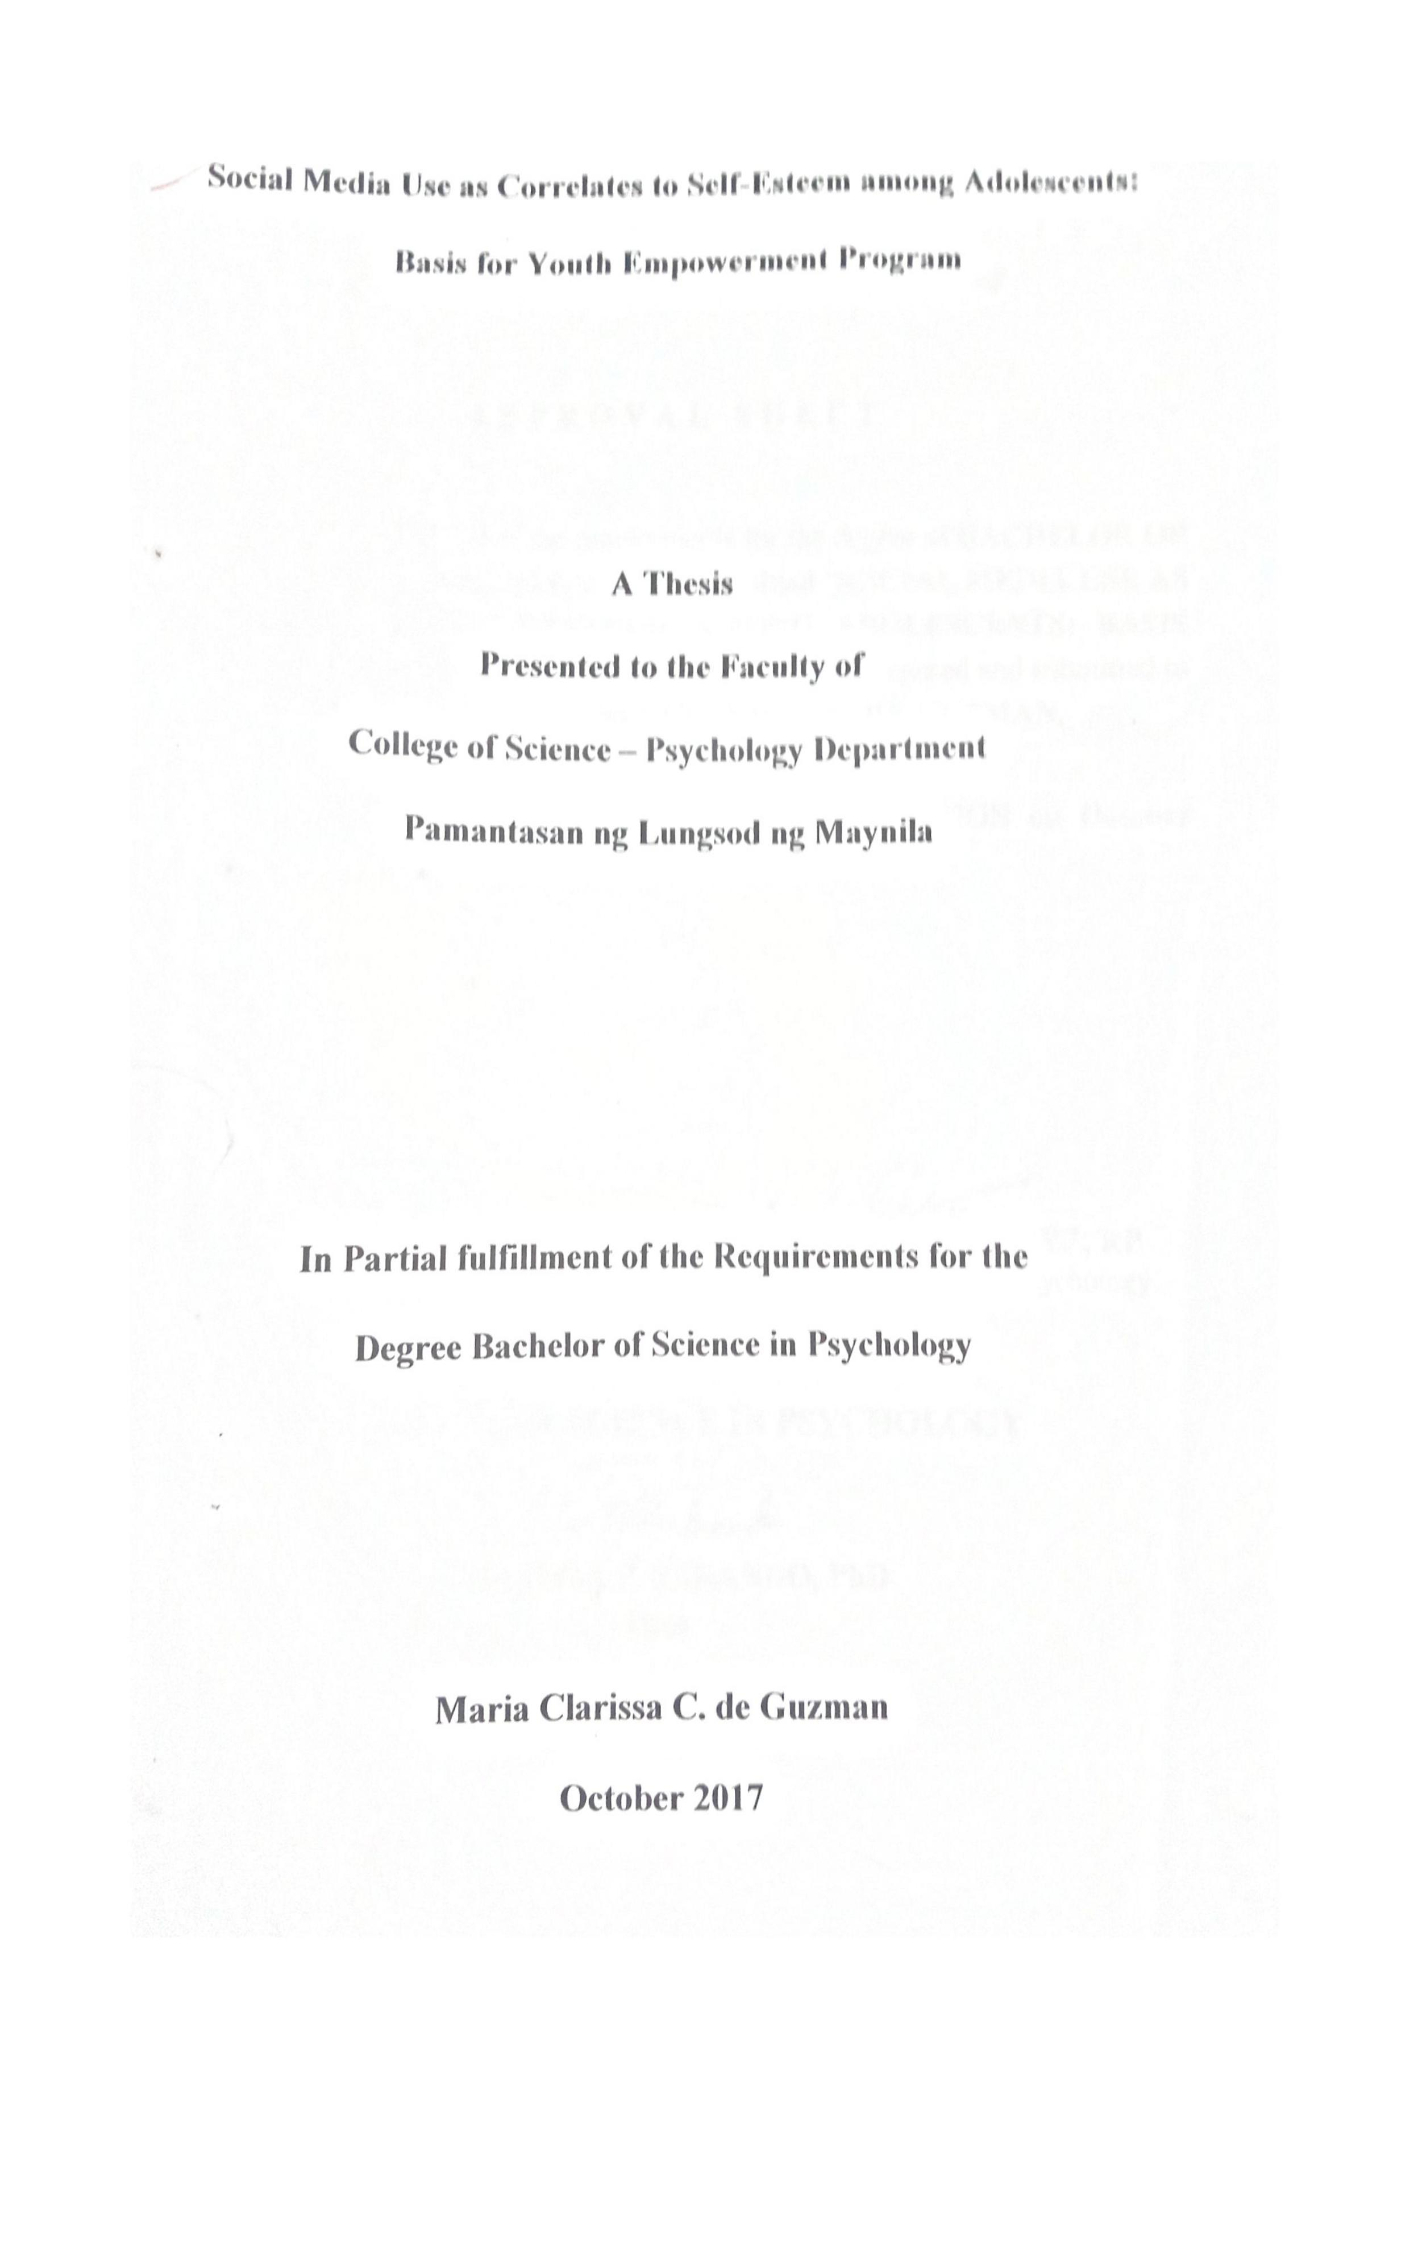 Social Media Use as Correlates to Self-Esteem among Adolescents:
Basis for Youth Empowerment Program
A Thesis
Presented to the Faculty of
College of Science – Psychology Department
Pamantasan ng Lungsod ng Maynila
In Partial fulfillment of the Requirements for the
Degree Bachelor of Science in Psychology
Maria Clarissa C. de Guzman
October 2017